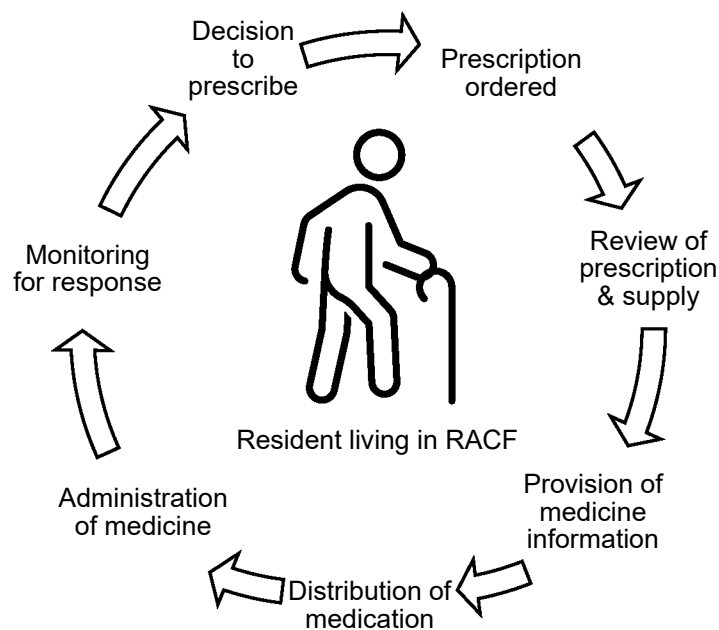 Decision
to
prescribe
Prescription
ordered
Review of
prescription
& supply
Provision of
medicine
information
Distribution of
medication
Administration
of medicine
Monitoring
for response
Resident living in RACF